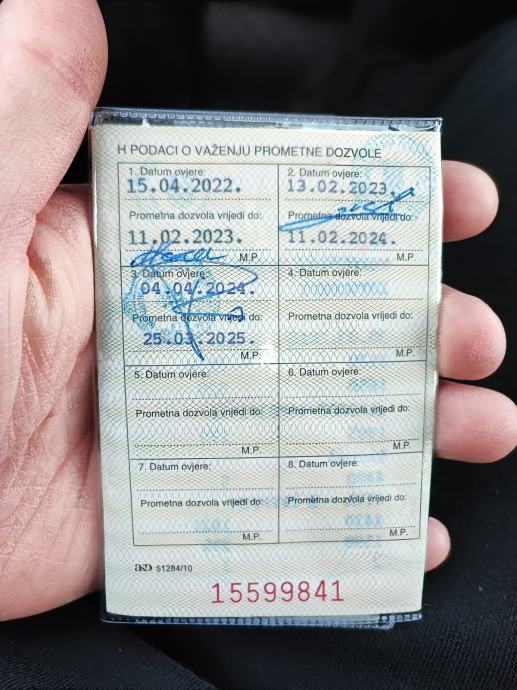 H PODACI O VAŽENJU PROMETNE DOZVOLE
1. Datum ovjere:
15.04.2022.
Prometna dozvola vrijedi do:
11.02.2023.
M.P.
2. Datum ovjere:
13.02.2023.
Prometna dozvola vrijedi do:
11.02.2024.
M.P.
3. Datum ovjere:
04.04.2024.
Prometna dozvola vrijedi do:
25.03.2025.
M.P.
4. Datum ovjere:
Prometna dozvola vrijedi do:
M.P.
5. Datum ovjere:
Prometna dozvola vrijedi do:
M.P.
6. Datum ovjere:
Prometna dozvola vrijedi do:
M.P.
7. Datum ovjere:
Prometna dozvola vrijedi do:
M.P.
8. Datum ovjere:
Prometna dozvola vrijedi do:
M.P.
AKD 51284/10
15599841